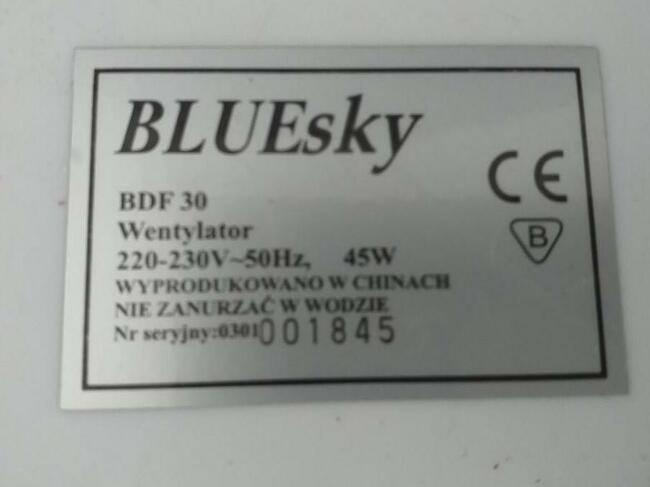 BLUEsky
CE
BDF 30
B
Wentylator
220-230V~50Hz, 45W
WYPRODUKOWANO W CHINACH
NIE ZANURZAĆ W WODZIE
Nr seryjny:0301001845